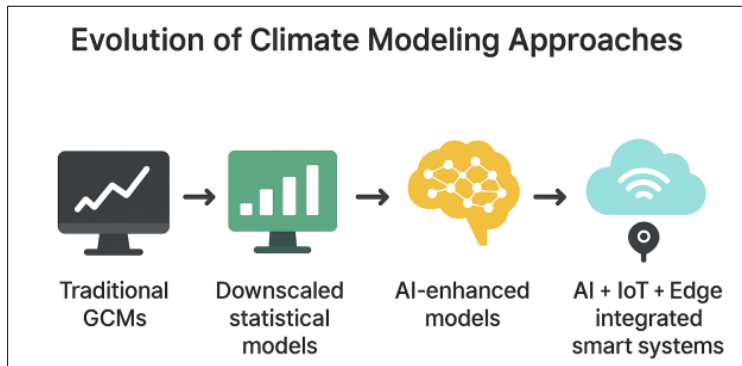 Evolution of Climate Modeling Approaches
Traditional
GCMs
Downscaled
statistical
models
AI-enhanced
models
AI + IoT + Edge
integrated
smart systems